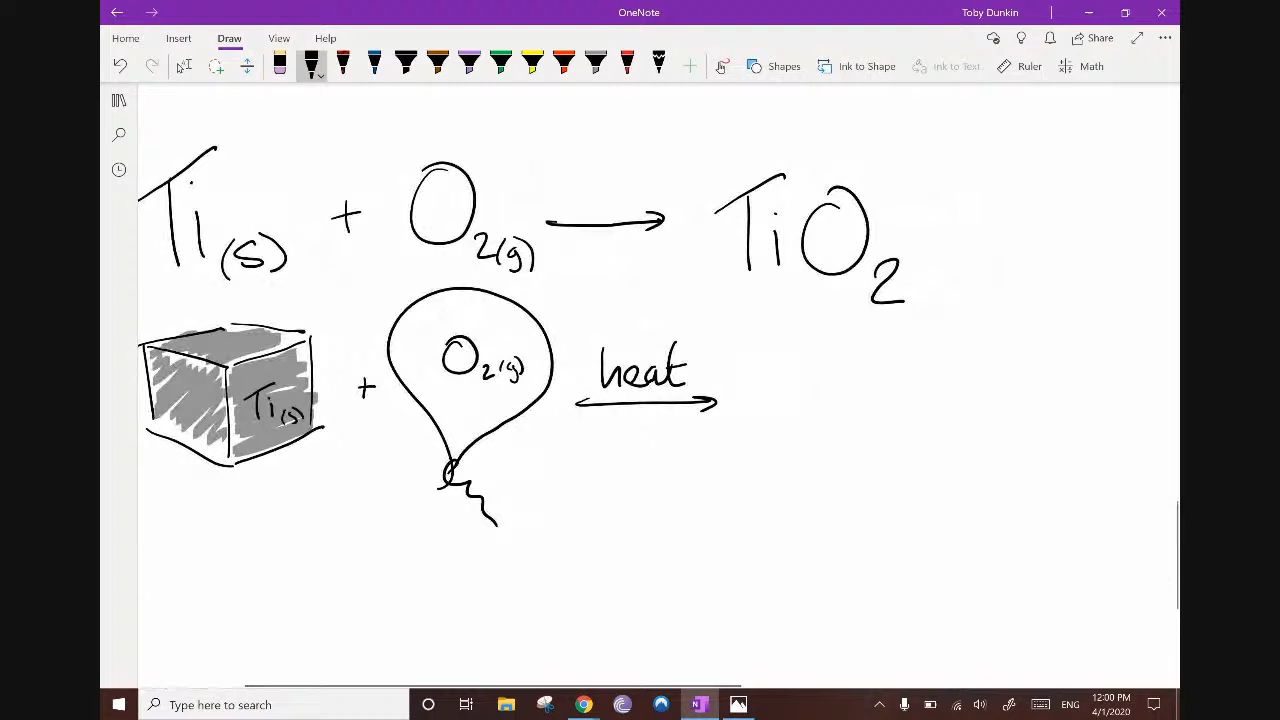 OneNote
Toby Dunkin
Home Insert Draw View Help
Share
Shapes Ink to Shape Ink to Text Ruler Math
Ti(s) + O2(g) → TiO2
Ti(s) + O2(g) heat →
Type here to search
ENG
12:00 PM
4/1/2020